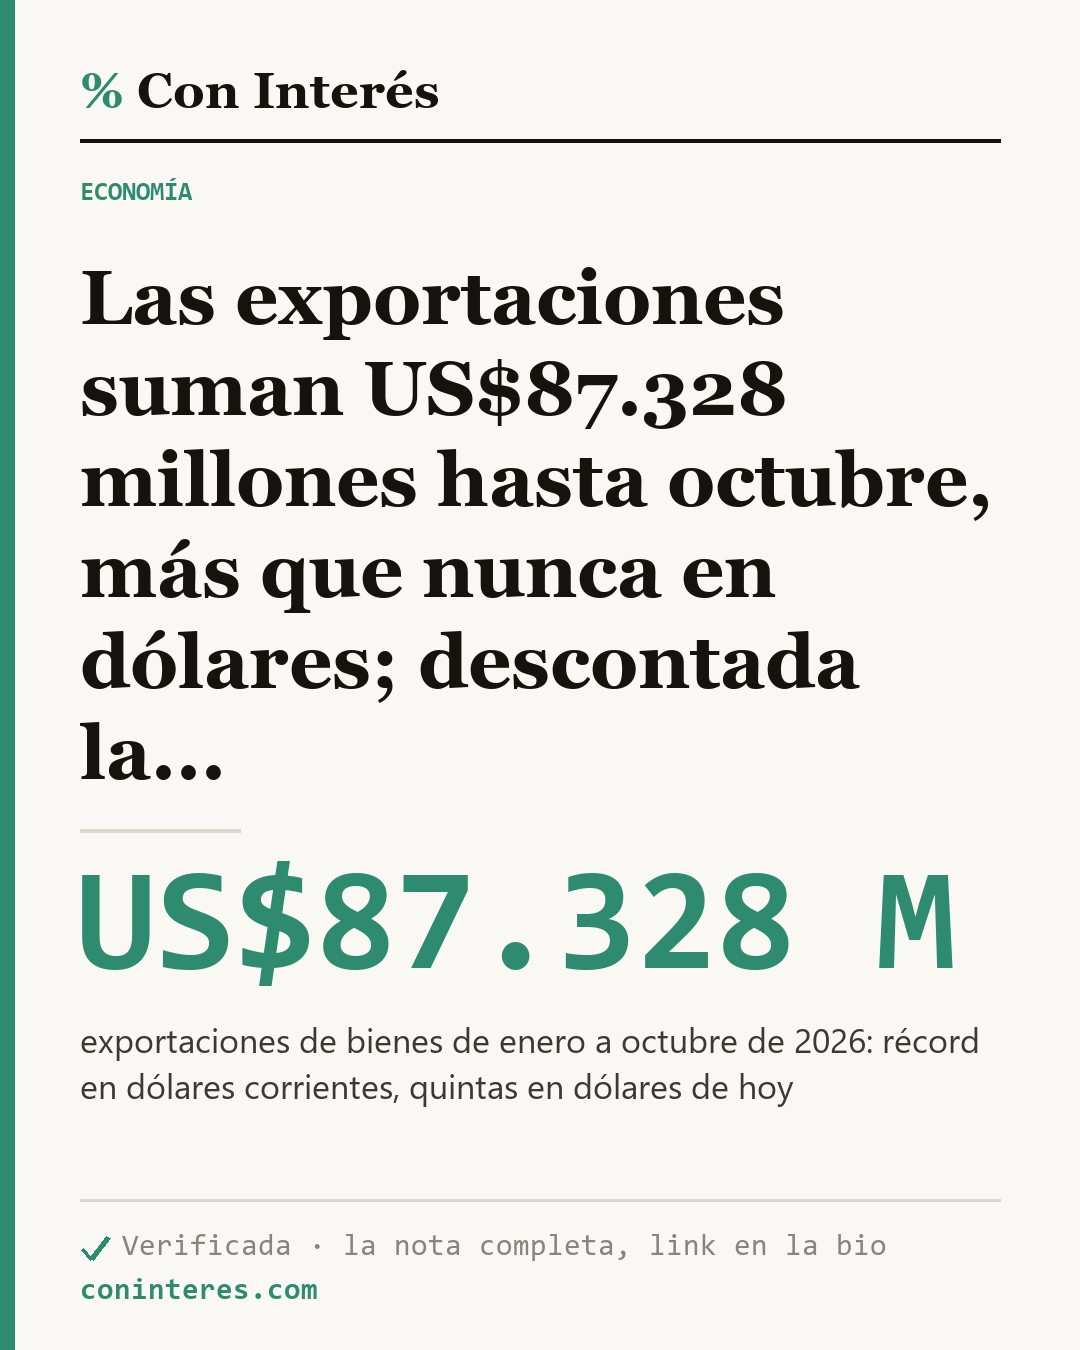 % Con Interés
ECONOMÍA
Las exportaciones
suman US$87.328
millones hasta octubre,
más que nunca en
dólares; descontada
la...
US$87.328 M
exportaciones de bienes de enero a octubre de 2026: récord
en dólares corrientes, quintas en dólares de hoy
✓ Verificada · la nota completa, link en la bio
coninteres.com